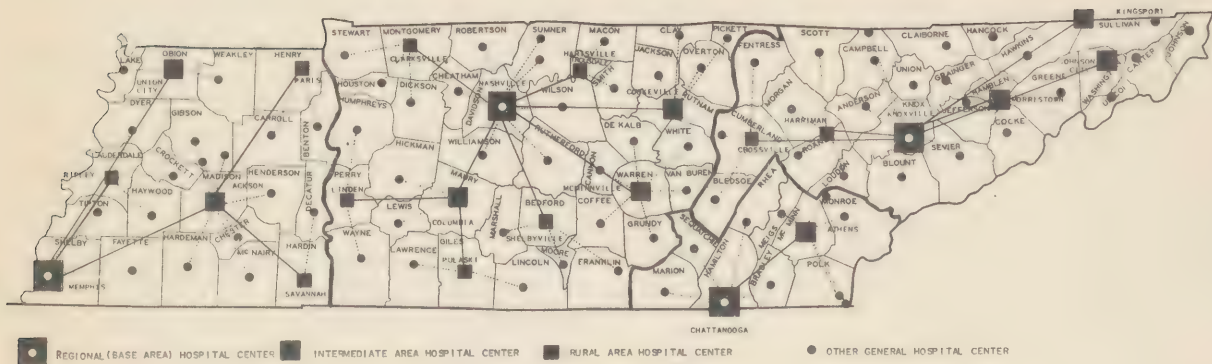 KINGSPORT
SULLIVAN
STEWART
MONTGOMERY
ROBERTSON
SUMNER
MACON
CLAY
PICKETT
FENTRESS
SCOTT
CAMPBELL
CLAIBORNE
HANCOCK
HAWKINS
JOHNSON
LAKE
OBION
WEAKLEY
HENRY
PARIS
UNION CITY
CLARKSVILLE
HARTSVILLE
JACKSON
OVERTON
UNION
GRAINGER
GREENE
JOHNSON
CARTER
WASHINGTON
DYER
GIBSON
CARROLL
BENTON
HOUSTON
HUMPHREYS
DICKSON
CHEATHAM
NASHVILLE
DAVIDSON
WILSON
SMITH
COOKEVILLE
PUTNAM
MORGAN
ANDERSON
KNOX
KNOXVILLE
HAMBLEN
JEFFERSON
MORRISTOWN
COCKE
LAUDERDALE
CROCKETT
RIPLEY
HAYWOOD
MADISON
JACKSON
HENDERSON
DECATUR
PERRY
LINDEN
HICKMAN
WILLIAMSON
RUTHERFORD
CANNON
DE KALB
WHITE
CUMBERLAND
CROSSVILLE
HARRIMAN
ROANE
BLOUNT
SEVIER
LOUDON
TIPTON
SHELBY
FAYETTE
HARDEMAN
CHESTER
MC NAIRY
HARDIN
SAVANNAH
MEMPHIS
LEWIS
MAURY
COLUMBIA
WAYNE
LAWRENCE
GILES
PULASKI
MARSHALL
BEDFORD
SHELBYVILLE
MOORE
LINCOLN
FRANKLIN
COFFEE
WARREN
MCMINNVILLE
VAN BUREN
GRUNDY
BLEDSOE
RHEA
SEQUATCHIE
MARION
HAMILTON
MEIGS
MC MINN
BRADLEY
MONROE
ATHENS
POLK
CHATTANOOGA
REGIONAL (BASE AREA) HOSPITAL CENTER INTERMEDIATE AREA HOSPITAL CENTER RURAL AREA HOSPITAL CENTER OTHER GENERAL HOSPITAL CENTER